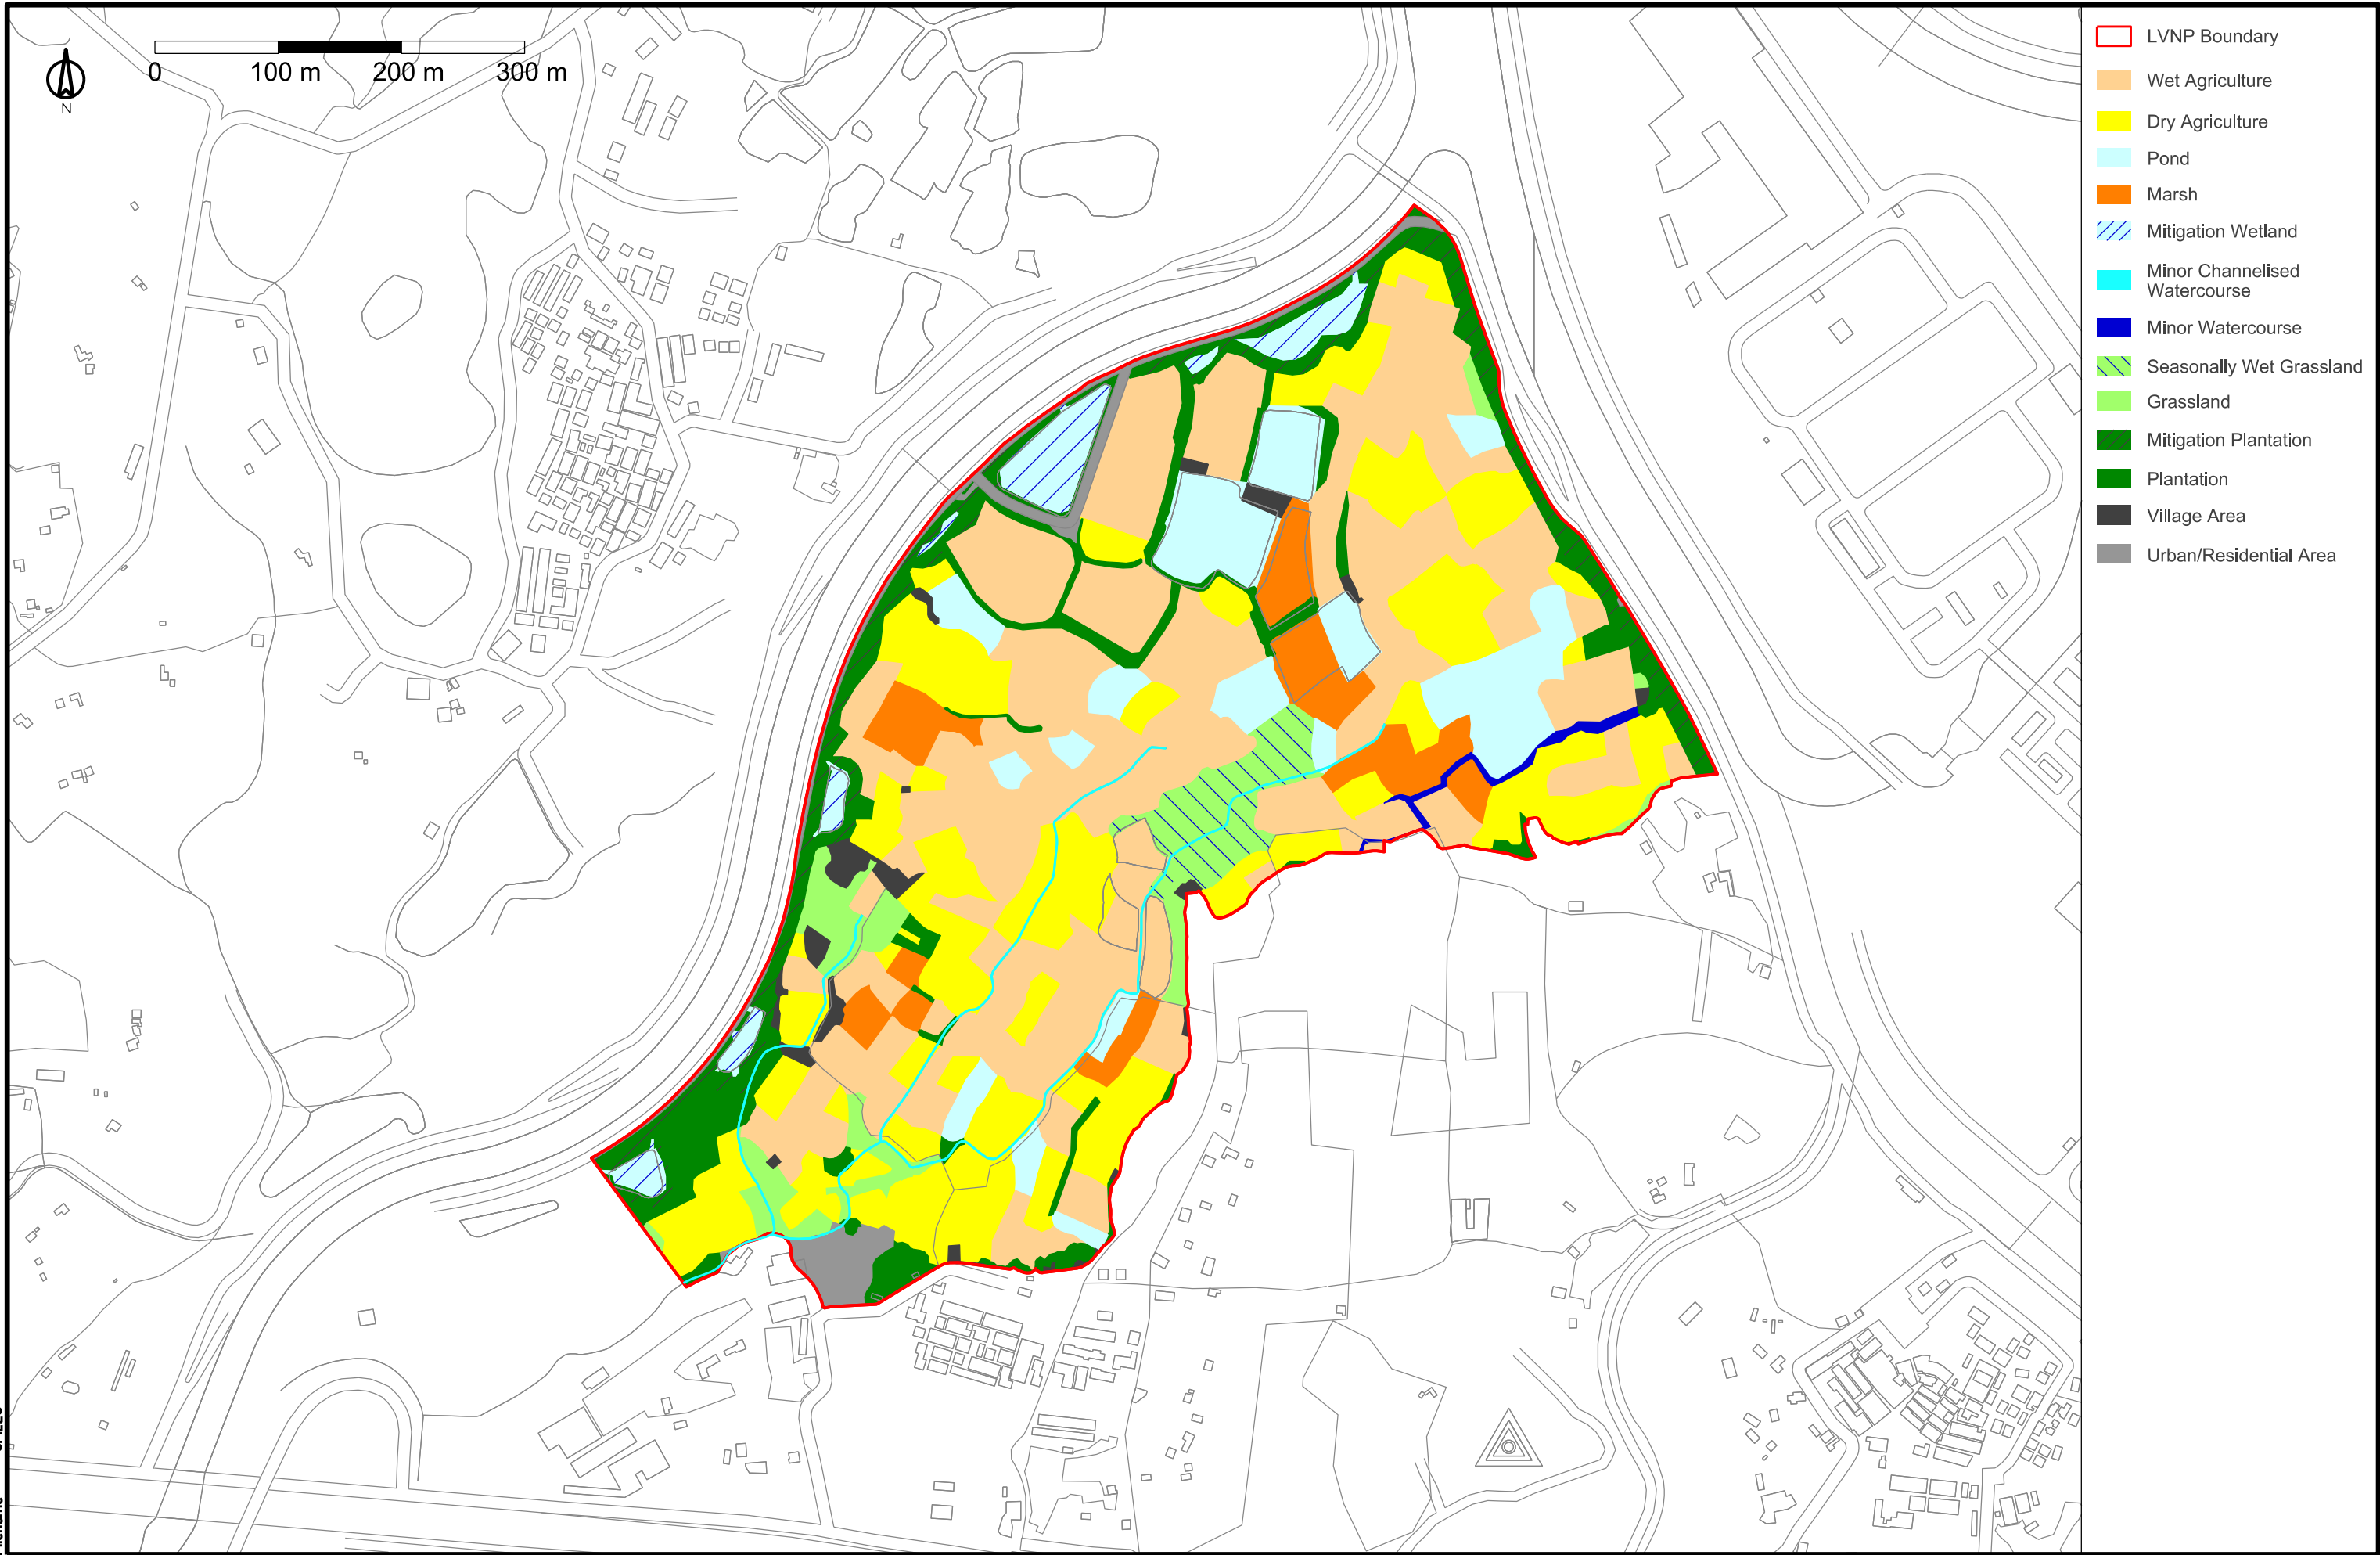 0
100 m
200 m
300 m
N
LVNP Boundary
Wet Agriculture
Dry Agriculture
Pond
Marsh
Mitigation Wetland
Minor Channelised
Watercourse
Minor Watercourse
Seasonally Wet Grassland
Grassland
Mitigation Plantation
Plantation
Village Area
Urban/Residential Area